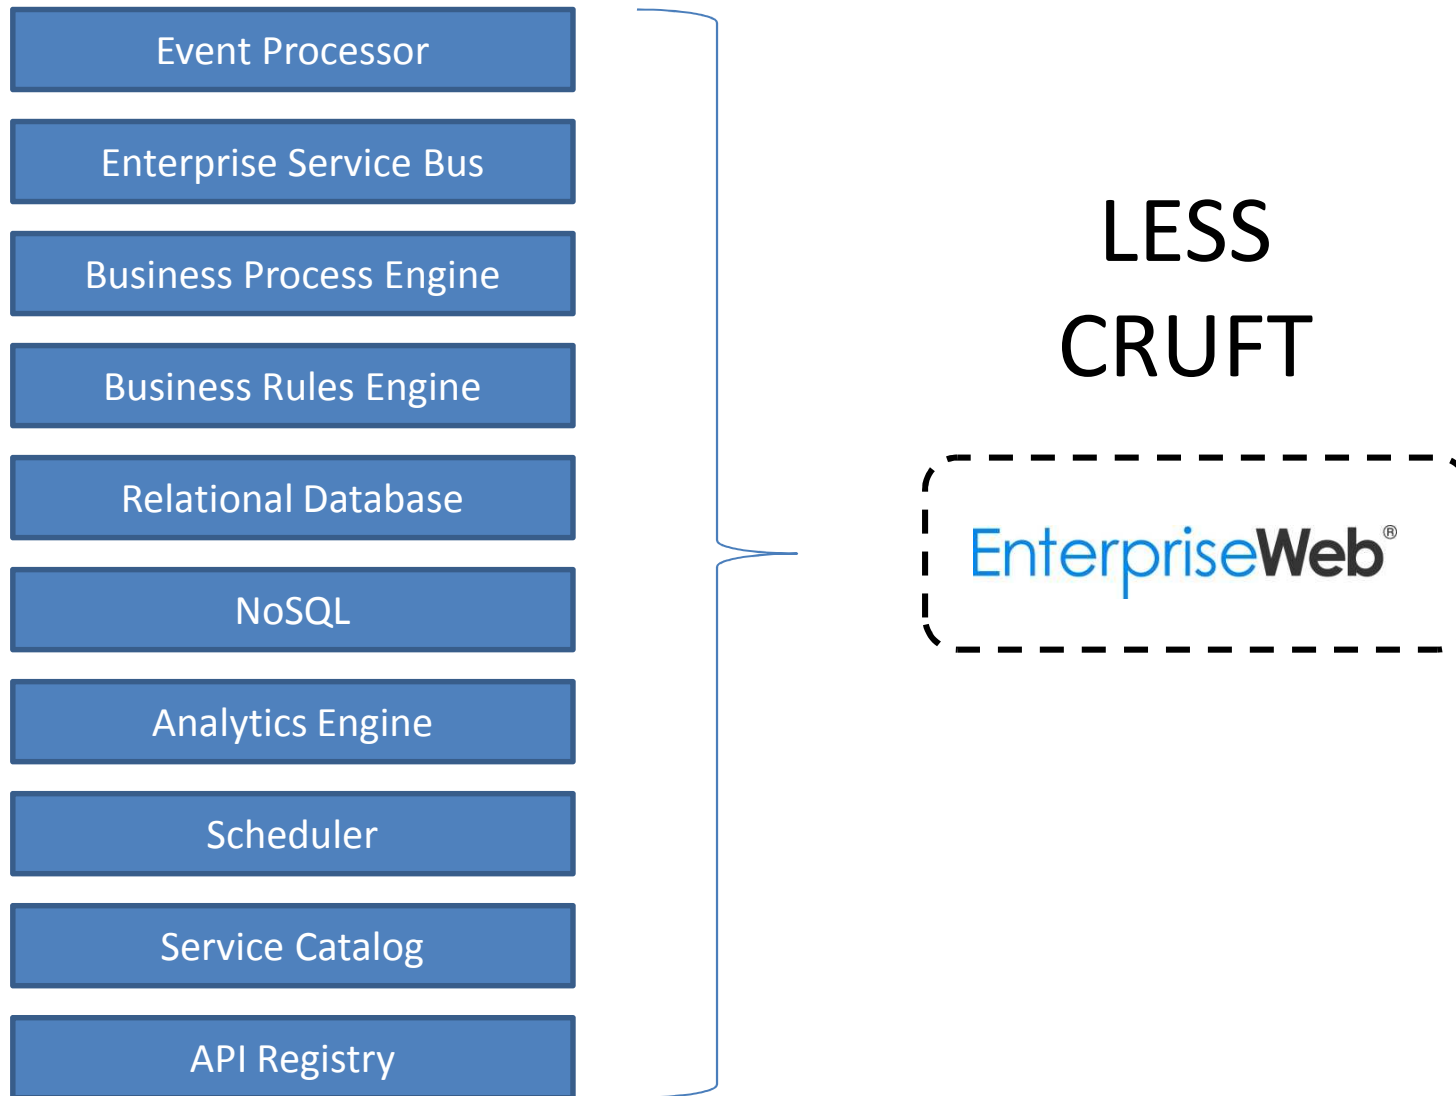 Event Processor
Enterprise Service Bus
Business Process Engine
Business Rules Engine
Relational Database
NoSQL
Analytics Engine
Scheduler
Service Catalog
API Registry
LESS
CRUFT
EnterpriseWeb®